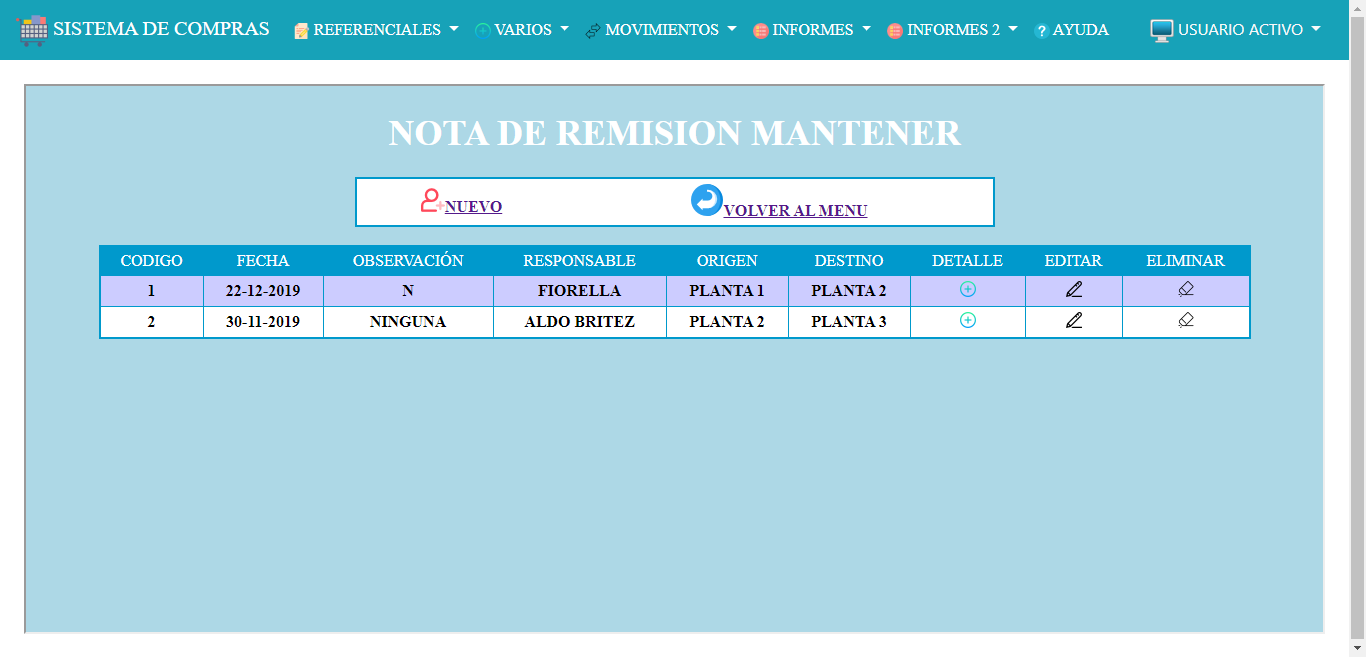 SISTEMA DE COMPRAS REFERENCIALES VARIOS MOVIMIENTOS INFORMES INFORMES 2 AYUDA USUARIO ACTIVO
NOTA DE REMISION MANTENER
NUEVO VOLVER AL MENU
CODIGO FECHA OBSERVACIÓN RESPONSABLE ORIGEN DESTINO DETALLE EDITAR ELIMINAR
1 22-12-2019 N FIORELLA PLANTA 1 PLANTA 2
2 30-11-2019 NINGUNA ALDO BRITEZ PLANTA 2 PLANTA 3